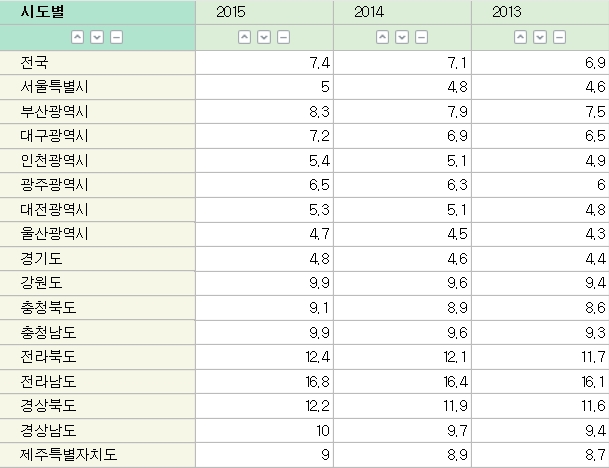 시도별 2015 2014 2013
전국 7.4 7.1 6.9
서울특별시 5 4.8 4.6
부산광역시 8.3 7.9 7.5
대구광역시 7.2 6.9 6.5
인천광역시 5.4 5.1 4.9
광주광역시 6.5 6.3 6
대전광역시 5.3 5.1 4.8
울산광역시 4.7 4.5 4.3
경기도 4.8 4.6 4.4
강원도 9.9 9.6 9.4
충청북도 9.1 8.9 8.6
충청남도 9.9 9.6 9.3
전라북도 12.4 12.1 11.7
전라남도 16.8 16.4 16.1
경상북도 12.2 11.9 11.6
경상남도 10 9.7 9.4
제주특별자치도 9 8.9 8.7